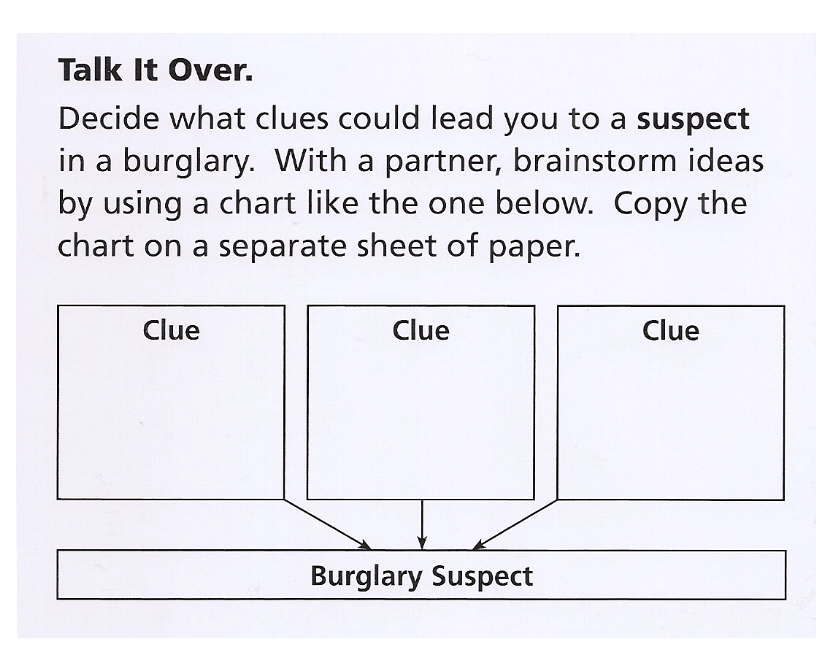 Talk It Over.
Decide what clues could lead you to a suspect
in a burglary.  With a partner, brainstorm ideas
by using a chart like the one below.  Copy the
chart on a separate sheet of paper.
Clue
Clue
Clue
Burglary Suspect